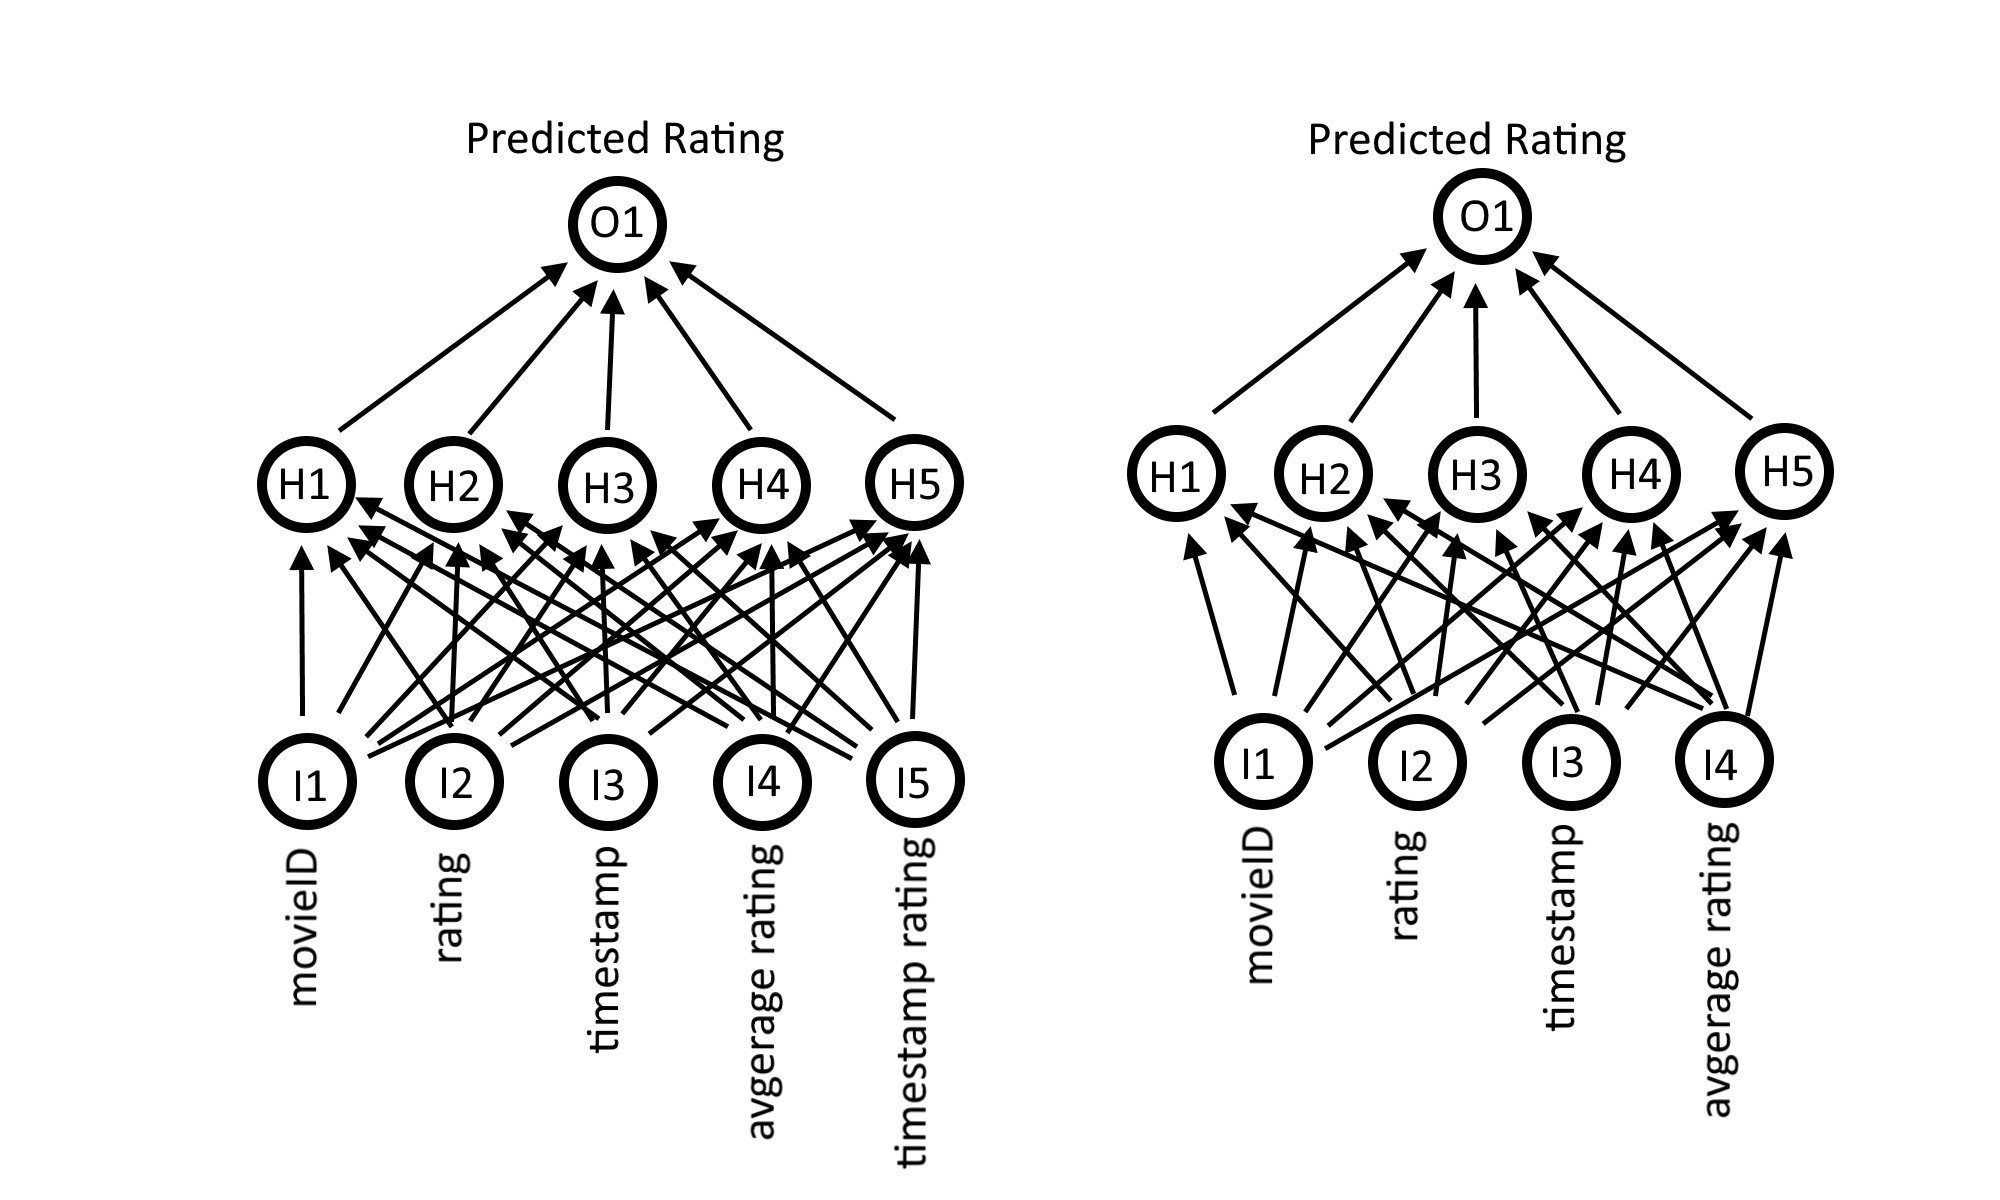 Predicted Rating
O1
H1 H2 H3 H4 H5
I1 I2 I3 I4 I5
movieID
rating
timestamp
avgerage rating
timestamp rating
Predicted Rating
O1
H1 H2 H3 H4 H5
I1 I2 I3 I4
movieID
rating
timestamp
avgerage rating